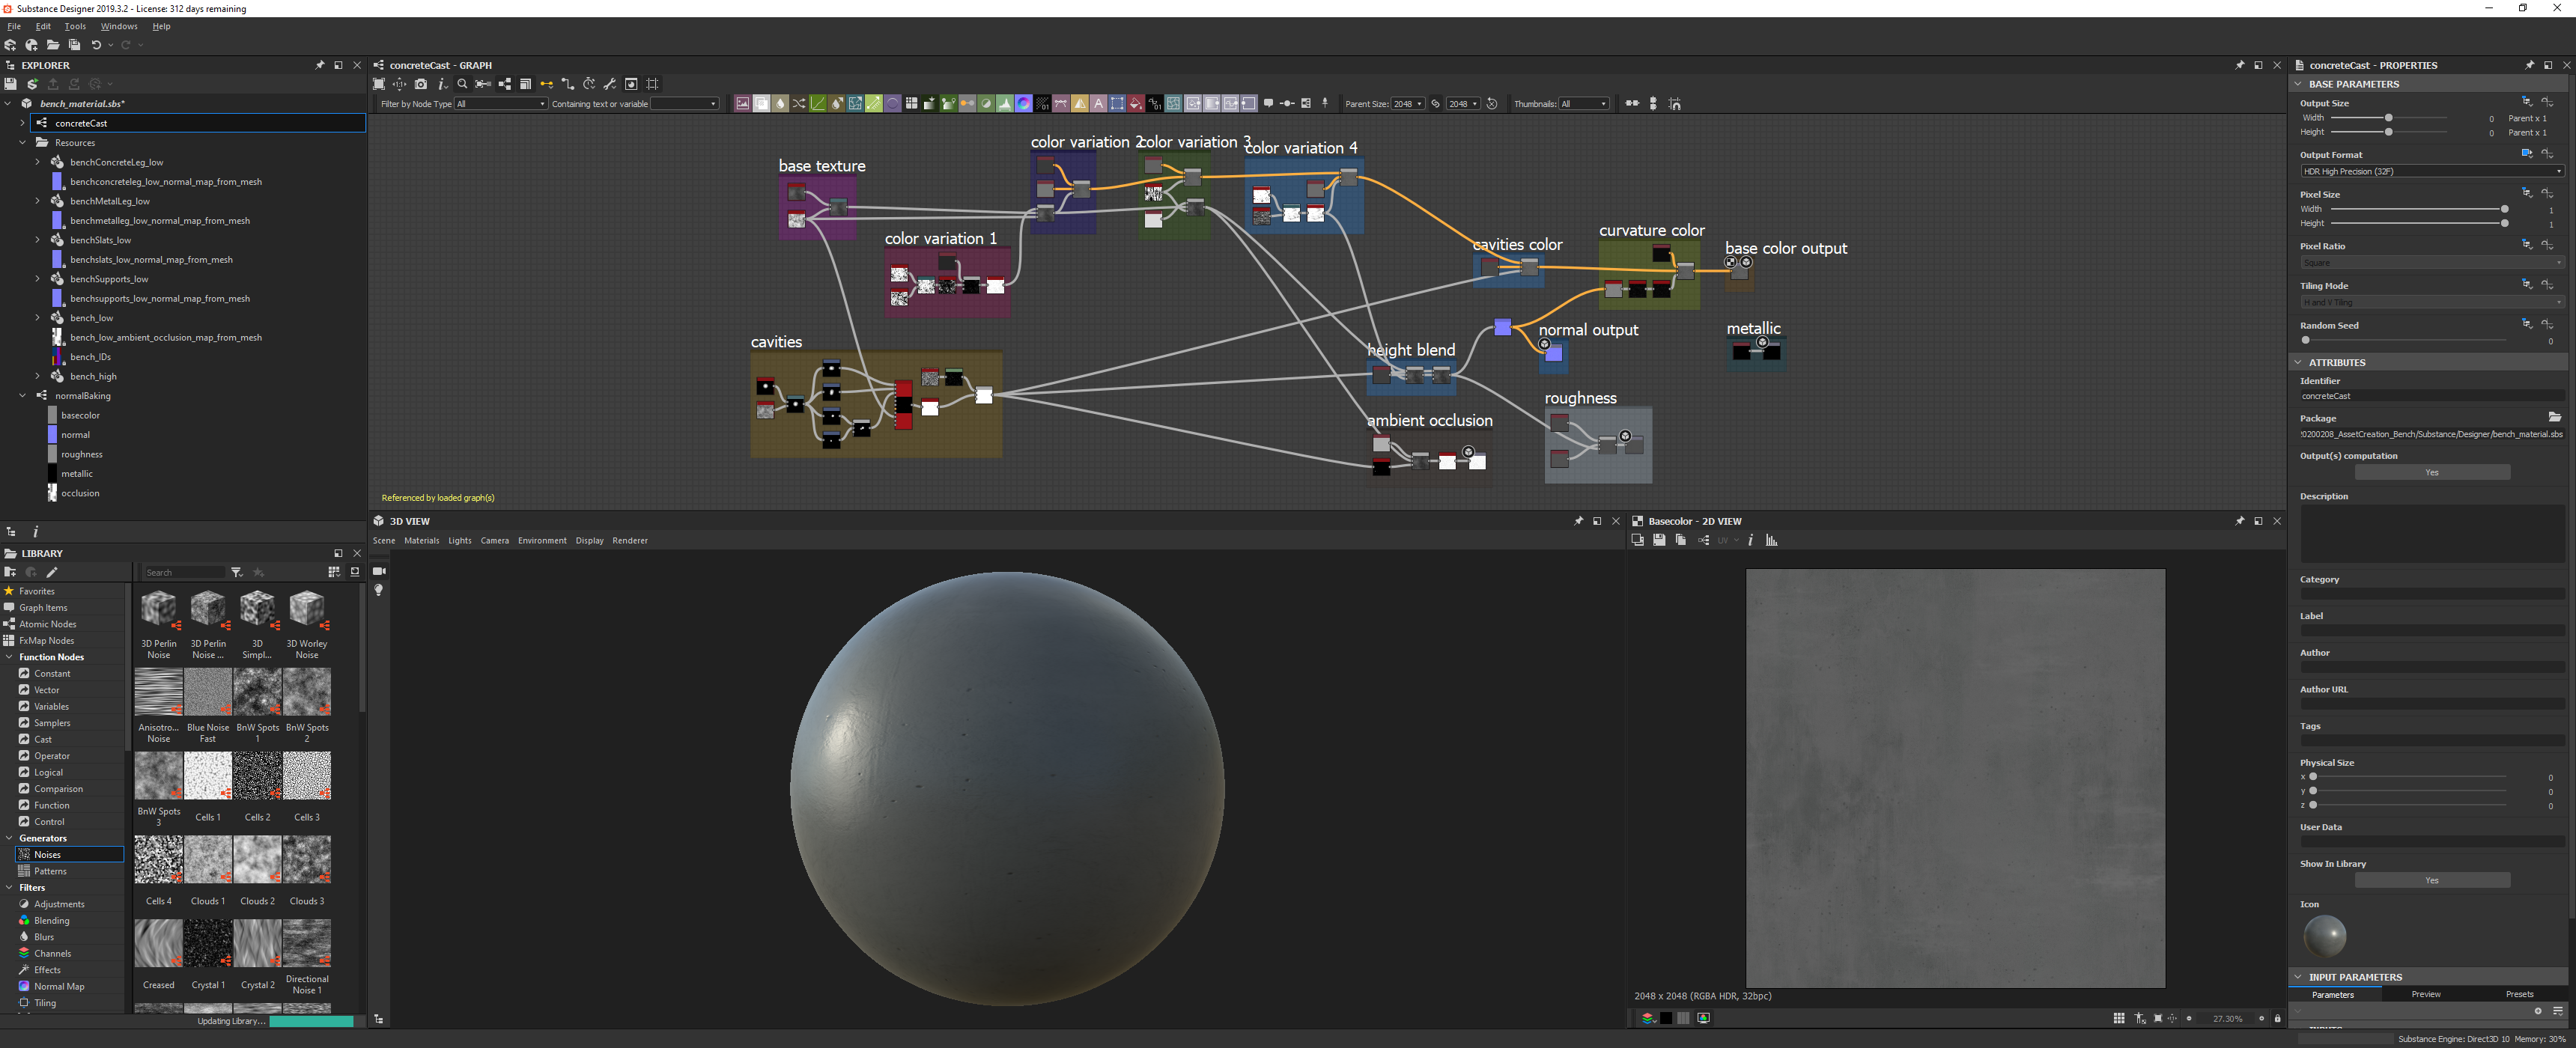 Substance Designer 2019.3.2 - License: 312 days remaining
File Edit Tools Windows Help
EXPLORER
bench_material.sbs*
concreteCast
Resources
benchConcreteLeg_low
benchconcreteleg_low_normal_map_from_mesh
benchMetalLeg_low
benchmetalleg_low_normal_map_from_mesh
benchSlats_low
benchslats_low_normal_map_from_mesh
benchSupports_low
benchsupports_low_normal_map_from_mesh
bench_low
bench_low_ambient_occlusion_map_from_mesh
bench_IDs
bench_high
normalBaking
basecolor
normal
roughness
metallic
occlusion
LIBRARY
Search
Favorites
Graph Items
Atomic Nodes
FxMap Nodes
Function Nodes
Constant
Vector
Variables
Samplers
Cast
Operator
Logical
Comparison
Function
Control
Generators
Noises
Patterns
Filters
Adjustments
Blending
Blurs
Channels
Effects
Normal Map
Tiling
3D Perlin Noise
3D Perlin Noise ...
3D Simpl...
3D Worley Noise
Anisotro... Noise
Blue Noise Fast
BnW Spots 1
BnW Spots 2
BnW Spots 3
Cells 1
Cells 2
Cells 3
Cells 4
Clouds 1
Clouds 2
Clouds 3
Creased
Crystal 1
Crystal 2
Directional Noise 1
Updating Library...
concreteCast - GRAPH
Filter by Node Type All Containing text or variable
Parent Size: 2048 2048 Thumbnails: All
base texture
color variation 1
color variation 2
color variation 3
color variation 4
cavities
cavities color
curvature color
base color output
normal output
metallic
height blend
roughness
ambient occlusion
Referenced by loaded graph(s)
3D VIEW
Scene Materials Lights Camera Environment Display Renderer
Basecolor - 2D VIEW
UV
2048 x 2048 (RGBA HDR, 32bpc)
27.30%
concreteCast - PROPERTIES
BASE PARAMETERS
Output Size
Width 0 Parent x 1
Height 0 Parent x 1
Output Format
HDR High Precision (32F)
Pixel Size
Width 1
Height 1
Pixel Ratio
Square
Tiling Mode
H and V Tiling
Random Seed
0
ATTRIBUTES
Identifier
concreteCast
Package
20200208_AssetCreation_Bench/Substance/Designer/bench_material.sbs
Output(s) computation
Yes
Description
Category
Label
Author
Author URL
Tags
Physical Size
x 0
y 0
z 0
User Data
Show In Library
Yes
Icon
INPUT PARAMETERS
Parameters Preview Presets
Substance Engine: Direct3D 10 Memory: 30%